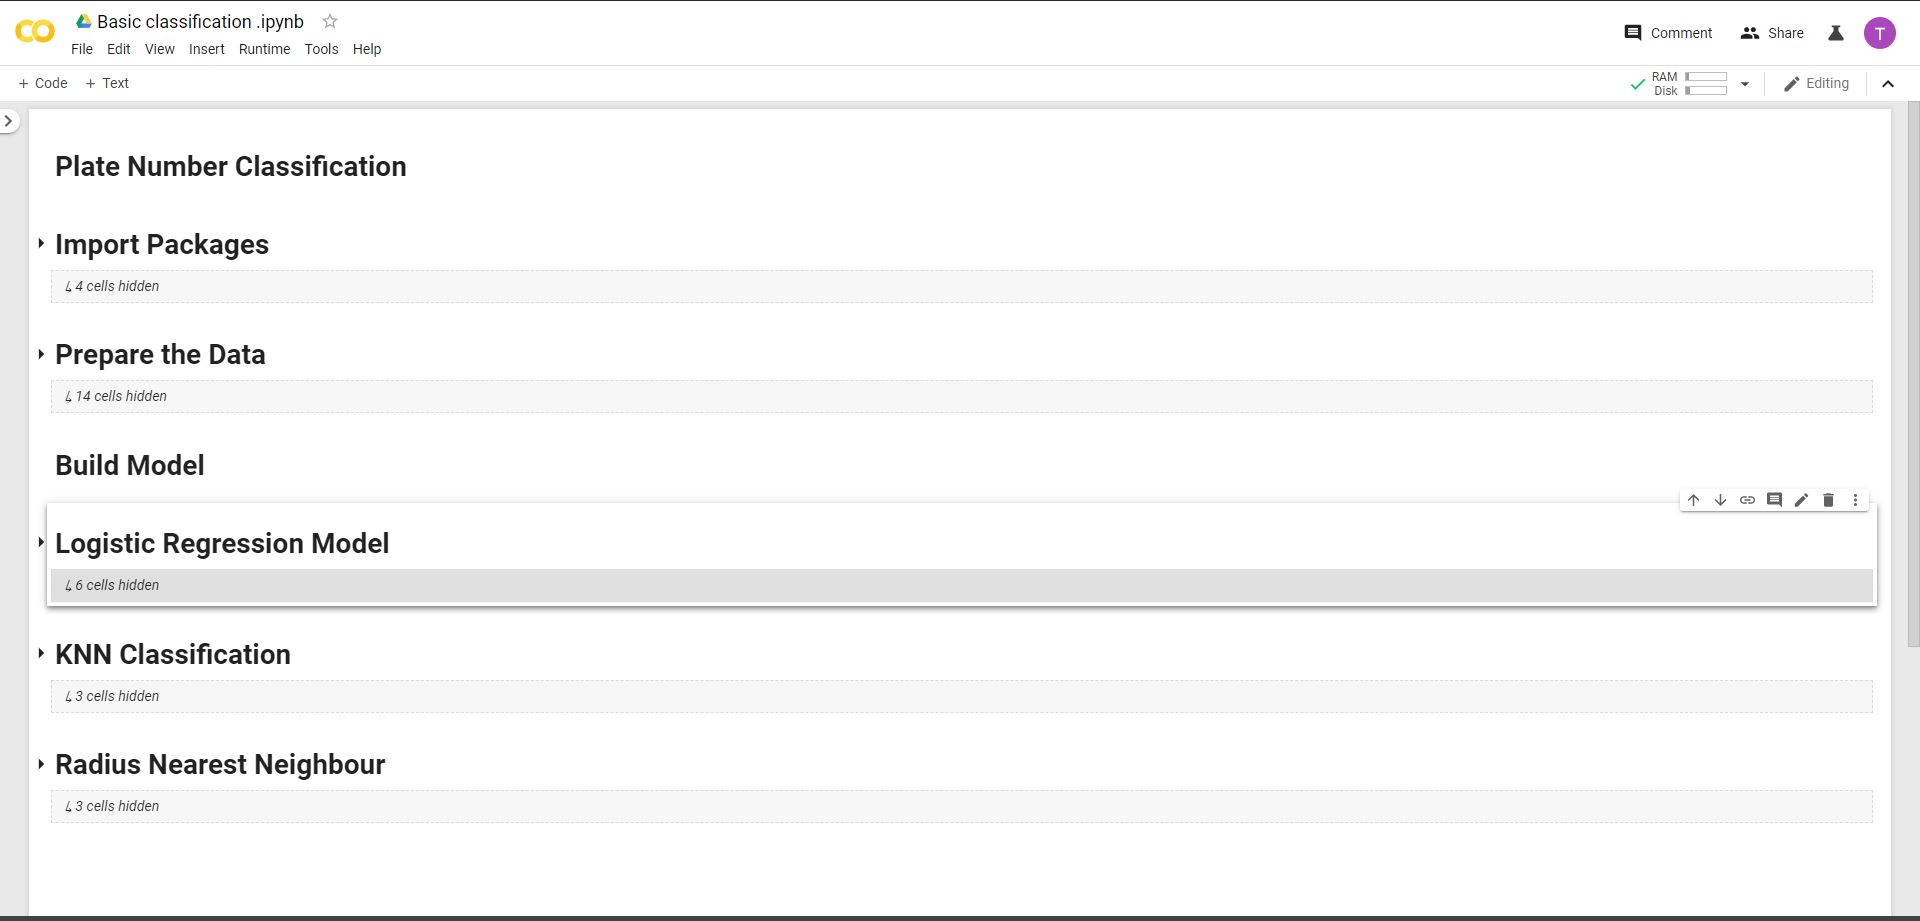 Basic classification .ipynb
File Edit View Insert Runtime Tools Help
Comment Share T
+ Code + Text
RAM
Disk
Editing
Plate Number Classification
Import Packages
↳ 4 cells hidden
Prepare the Data
↳ 14 cells hidden
Build Model
Logistic Regression Model
↳ 6 cells hidden
KNN Classification
↳ 3 cells hidden
Radius Nearest Neighbour
↳ 3 cells hidden